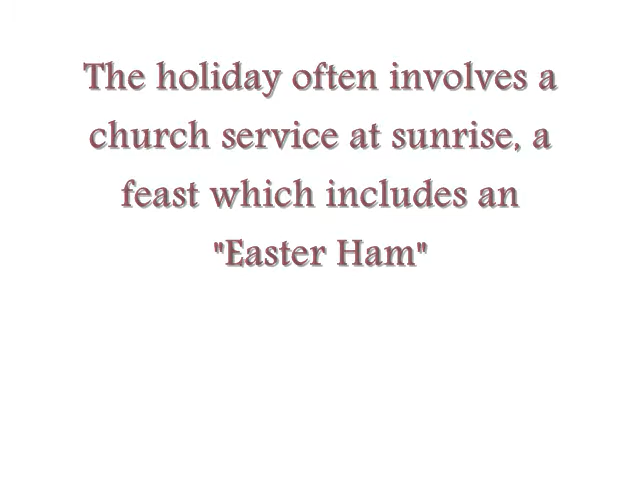 The holiday often involves a
church service at sunrise, a
feast which includes an
"Easter Ham"